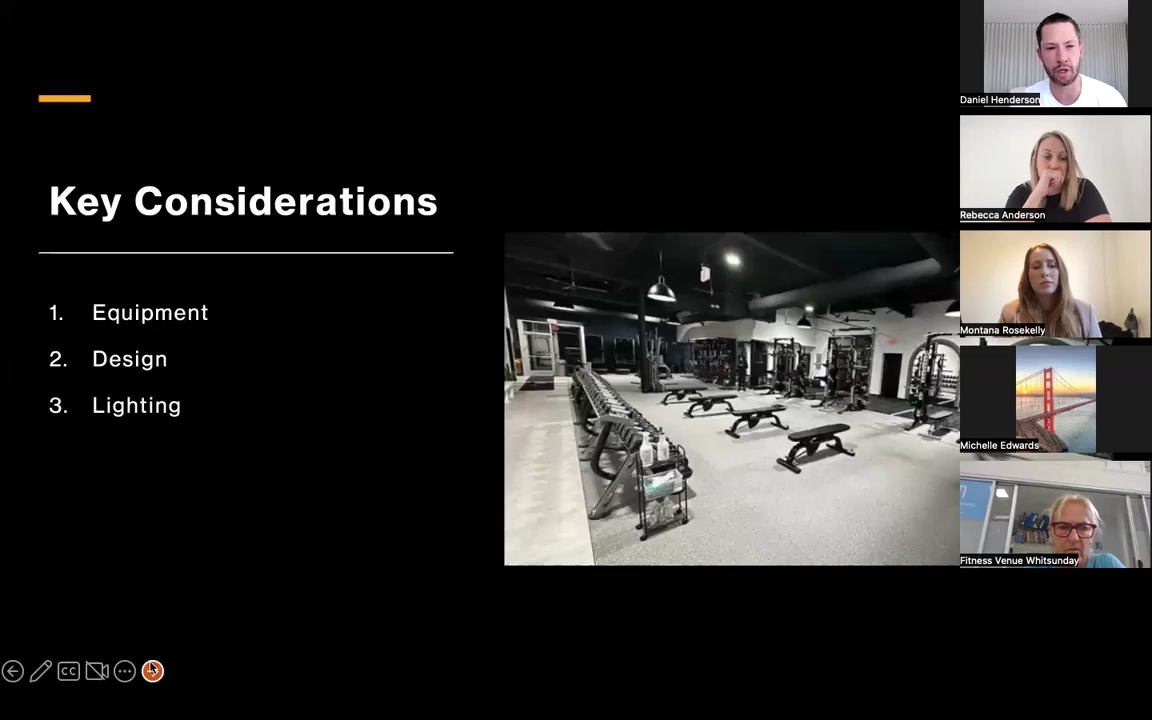 Key Considerations
1. Equipment
2. Design
3. Lighting
Daniel Henderson
Rebecca Anderson
Montana Rosekelly
Michelle Edwards
Fitness Venue Whitsunday
CC